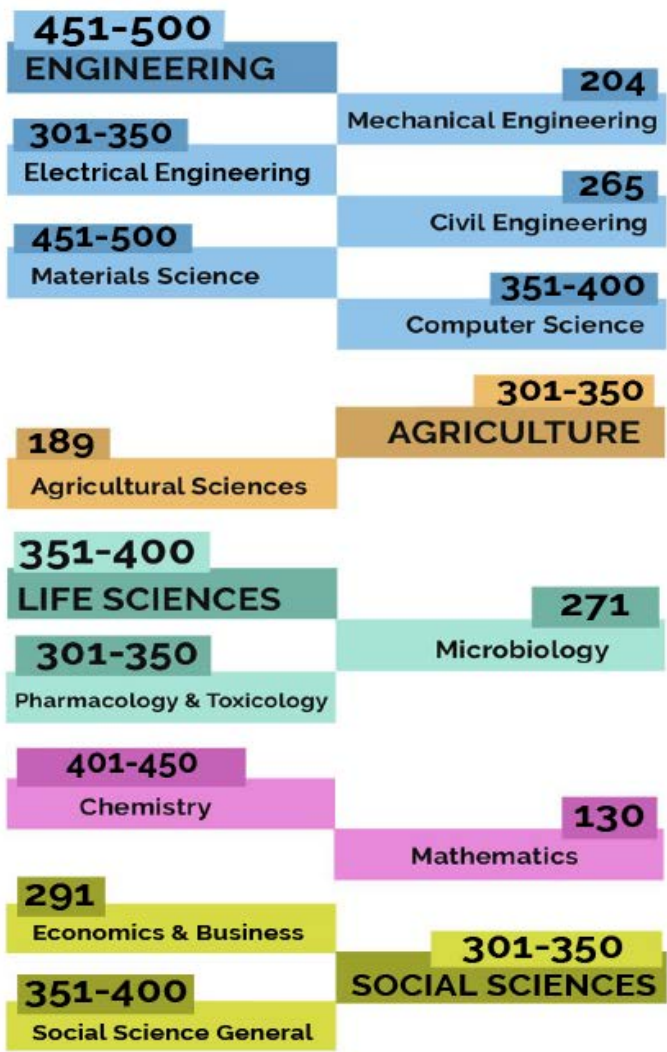 451-500
ENGINEERING
204
Mechanical Engineering
301-350
Electrical Engineering
265
Civil Engineering
451-500
Materials Science
351-400
Computer Science
301-350
AGRICULTURE
189
Agricultural Sciences
351-400
LIFE SCIENCES
271
Microbiology
301-350
Pharmacology & Toxicology
401-450
Chemistry
130
Mathematics
291
Economics & Business
301-350
SOCIAL SCIENCES
351-400
Social Science General